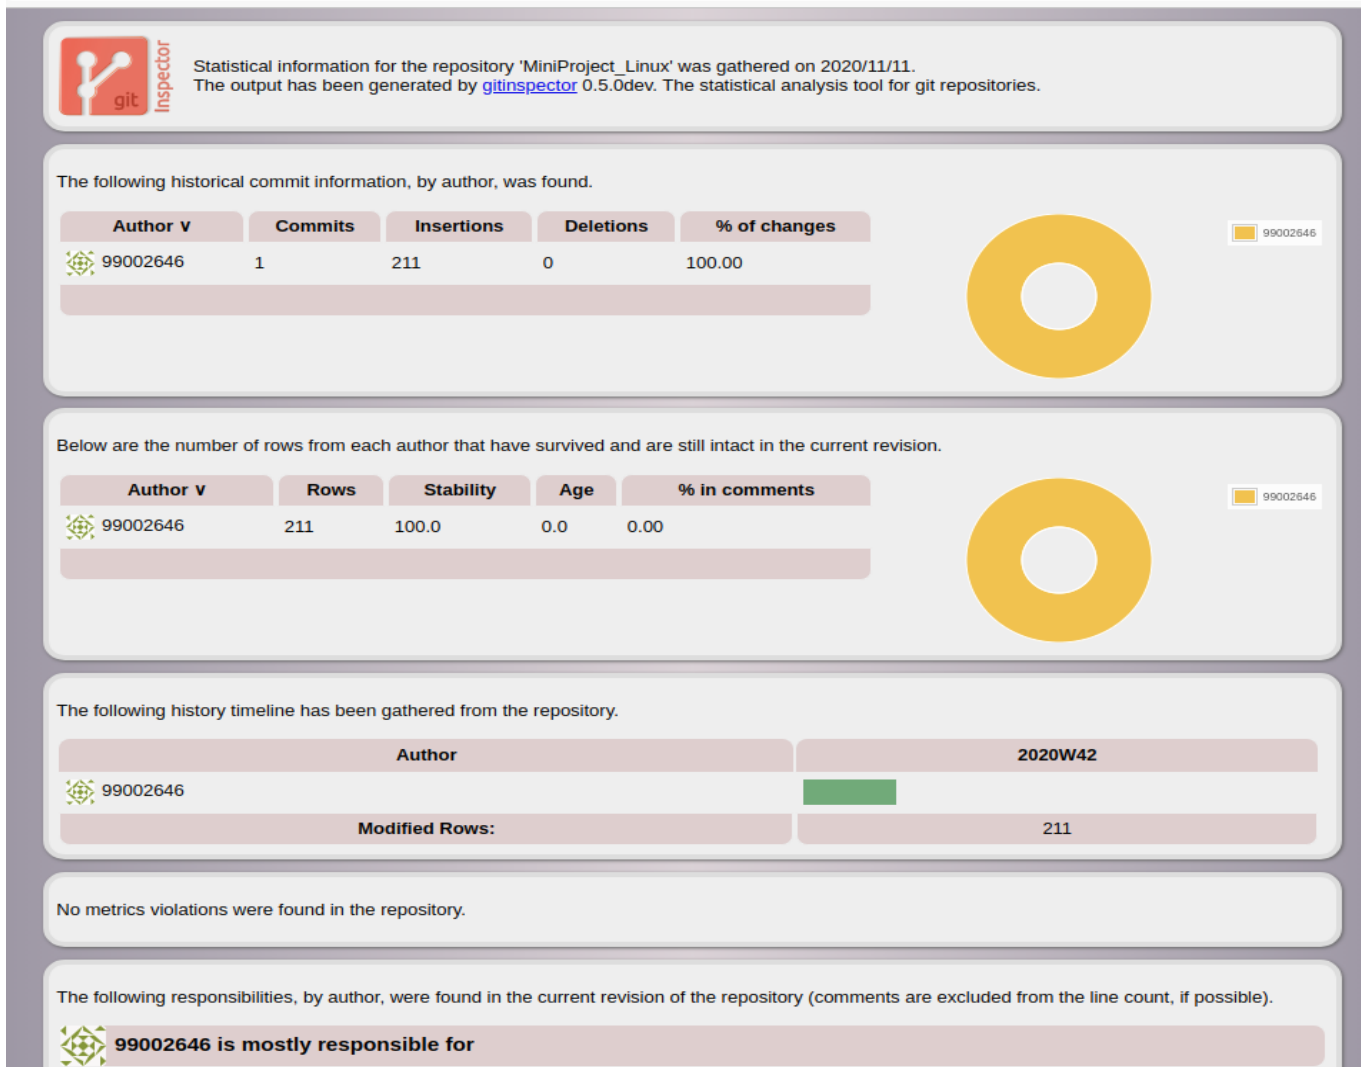 git
Inspector
Statistical information for the repository 'MiniProject_Linux' was gathered on 2020/11/11.
The output has been generated by gitinspector 0.5.0dev. The statistical analysis tool for git repositories.
The following historical commit information, by author, was found.
Author ∨ Commits Insertions Deletions % of changes
99002646 1 211 0 100.00
99002646
Below are the number of rows from each author that have survived and are still intact in the current revision.
Author ∨ Rows Stability Age % in comments
99002646 211 100.0 0.0 0.00
99002646
The following history timeline has been gathered from the repository.
Author 2020W42
99002646
Modified Rows: 211
No metrics violations were found in the repository.
The following responsibilities, by author, were found in the current revision of the repository (comments are excluded from the line count, if possible).
99002646 is mostly responsible for